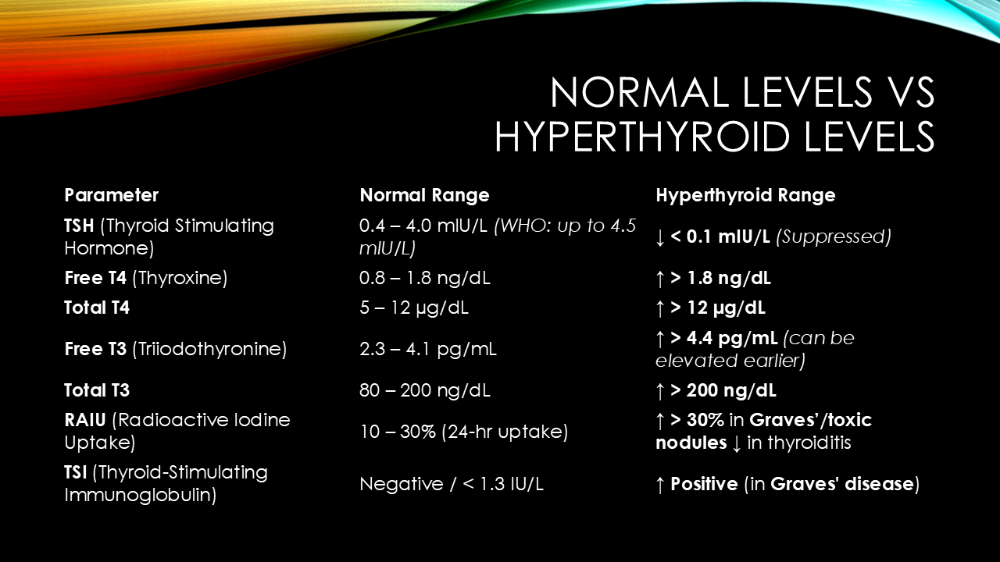 NORMAL LEVELS VS
HYPERTHYROID LEVELS
Parameter Normal Range Hyperthyroid Range
TSH (Thyroid Stimulating
Hormone)
0.4 – 4.0 mIU/L (WHO: up to 4.5
mIU/L)
↓ < 0.1 mIU/L (Suppressed)
Free T4 (Thyroxine) 0.8 – 1.8 ng/dL ↑ > 1.8 ng/dL
Total T4 5 – 12 µg/dL ↑ > 12 µg/dL
Free T3 (Triiodothyronine) 2.3 – 4.1 pg/mL
↑ > 4.4 pg/mL (can be
elevated earlier)
Total T3 80 – 200 ng/dL ↑ > 200 ng/dL
RAIU (Radioactive Iodine
Uptake)
10 – 30% (24-hr uptake)
↑ > 30% in Graves’/toxic
nodules ↓ in thyroiditis
TSI (Thyroid-Stimulating
Immunoglobulin)
Negative / < 1.3 IU/L
↑ Positive (in Graves' disease)